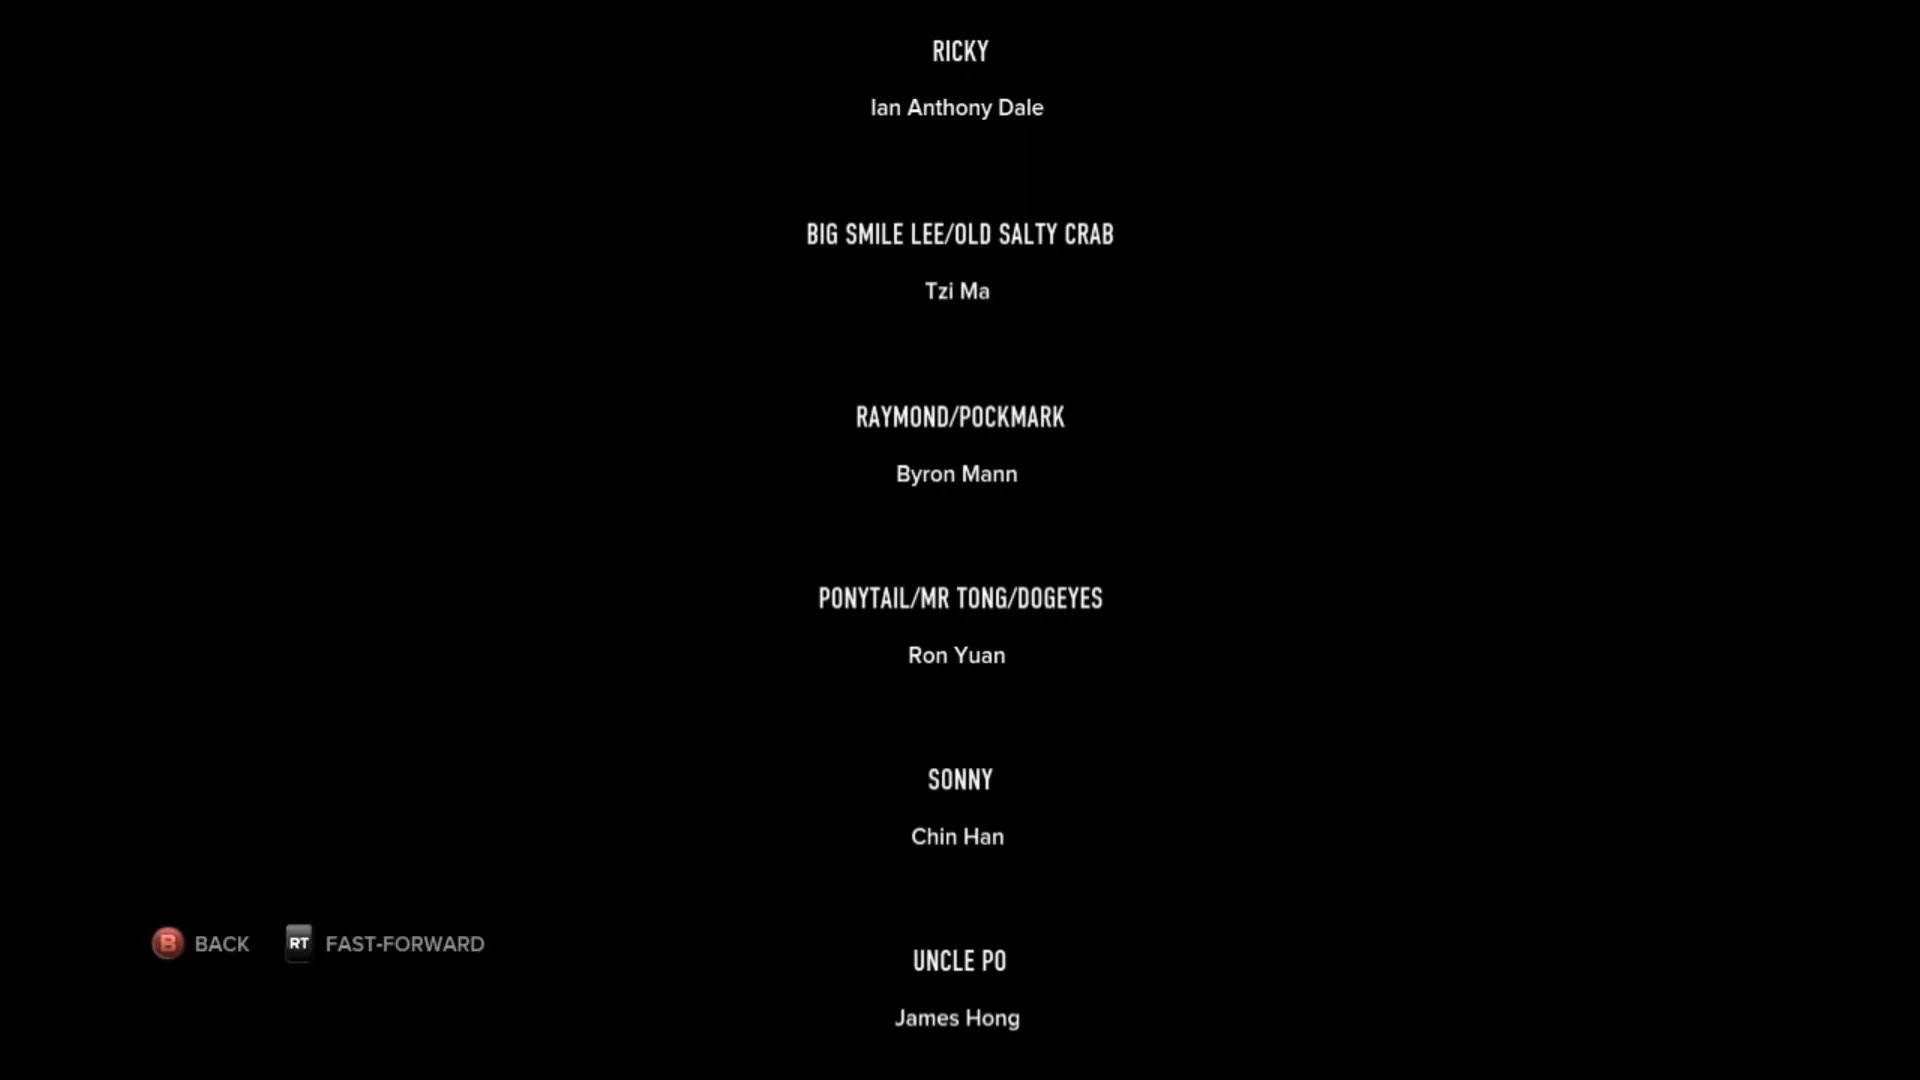 RICKY
Ian Anthony Dale
BIG SMILE LEE/OLD SALTY CRAB
Tzi Ma
RAYMOND/POCKMARK
Byron Mann
PONYTAIL/MR TONG/DOGEYES
Ron Yuan
SONNY
Chin Han
B BACK RT FAST-FORWARD
UNCLE PO
James Hong